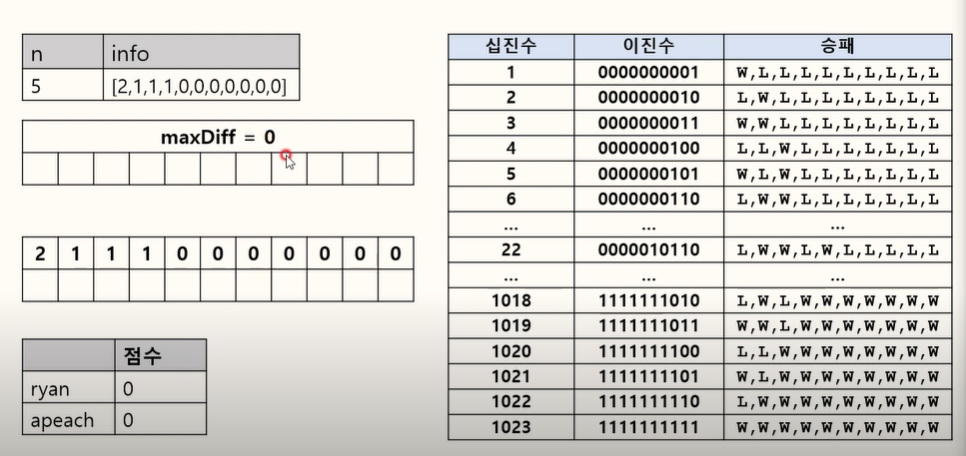 n info
5 [2,1,1,1,0,0,0,0,0,0,0]
maxDiff = 0
2 1 1 1 0 0 0 0 0 0 0
점수
ryan 0
apeach 0
십진수 이진수 승패
1 0000000001 W,L,L,L,L,L,L,L,L,L
2 0000000010 L,W,L,L,L,L,L,L,L,L
3 0000000011 W,W,L,L,L,L,L,L,L,L
4 0000000100 L,L,W,L,L,L,L,L,L,L
5 0000000101 W,L,W,L,L,L,L,L,L,L
6 0000000110 L,W,W,L,L,L,L,L,L,L
... ... ...
22 0000010110 L,W,W,L,W,L,L,L,L,L
... ... ...
1018 1111111010 L,W,L,W,W,W,W,W,W,W
1019 1111111011 W,W,L,W,W,W,W,W,W,W
1020 1111111100 L,L,W,W,W,W,W,W,W,W
1021 1111111101 W,L,W,W,W,W,W,W,W,W
1022 1111111110 L,W,W,W,W,W,W,W,W,W
1023 1111111111 W,W,W,W,W,W,W,W,W,W